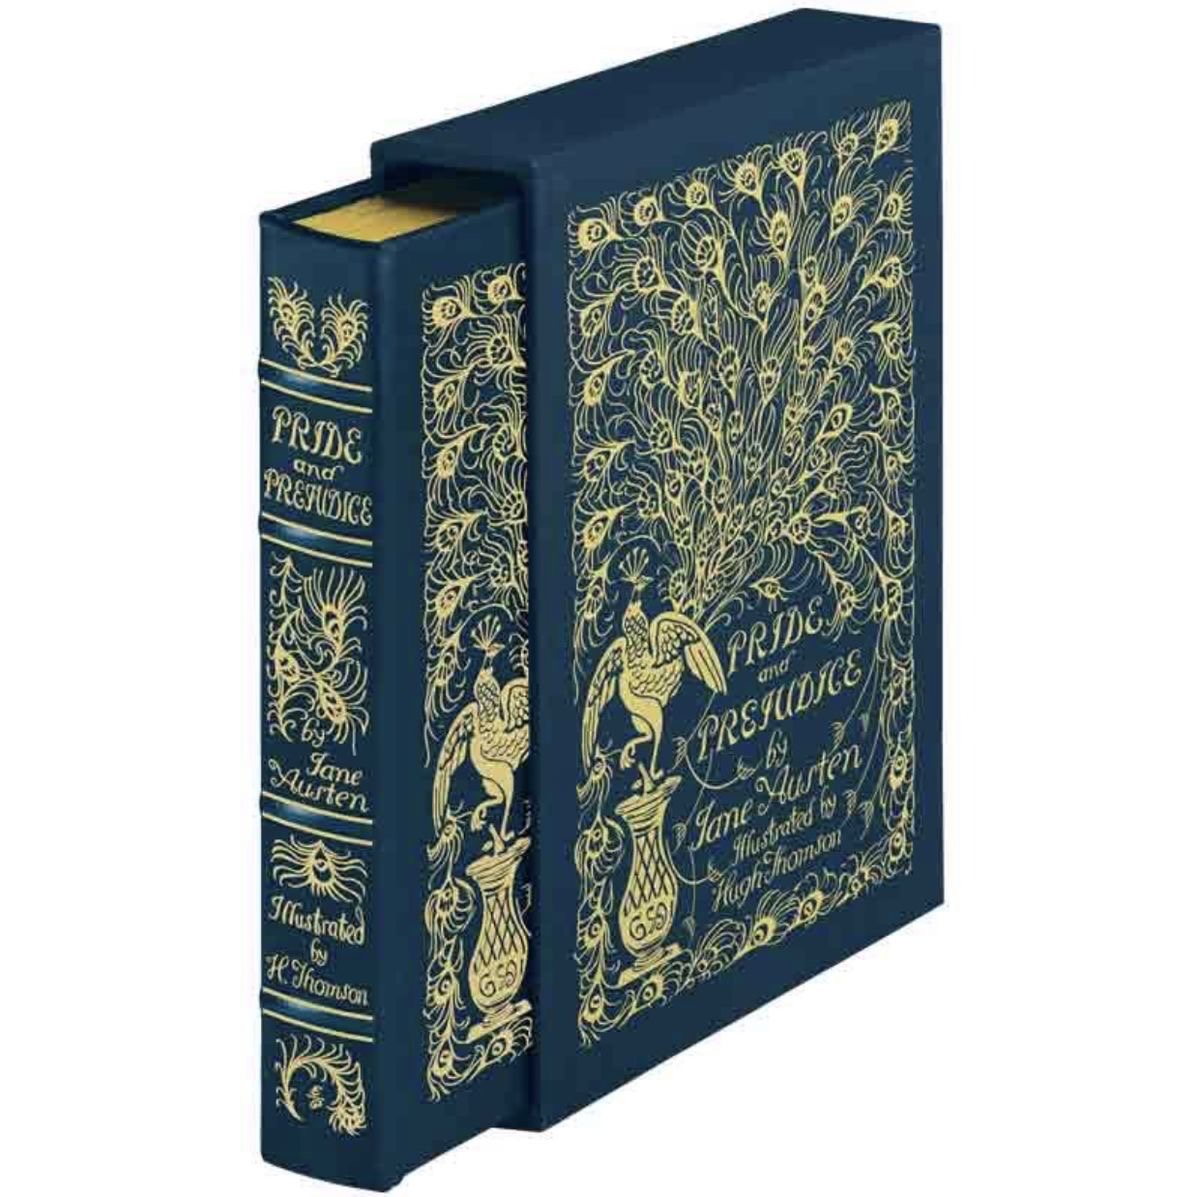 PRIDE
and
PREJUDICE
by
Jane
Austen
Illustrated
by
H. Thomson
PRIDE
and
PREJUDICE
by
Jane Austen
Illustrated by
Hugh Thomson